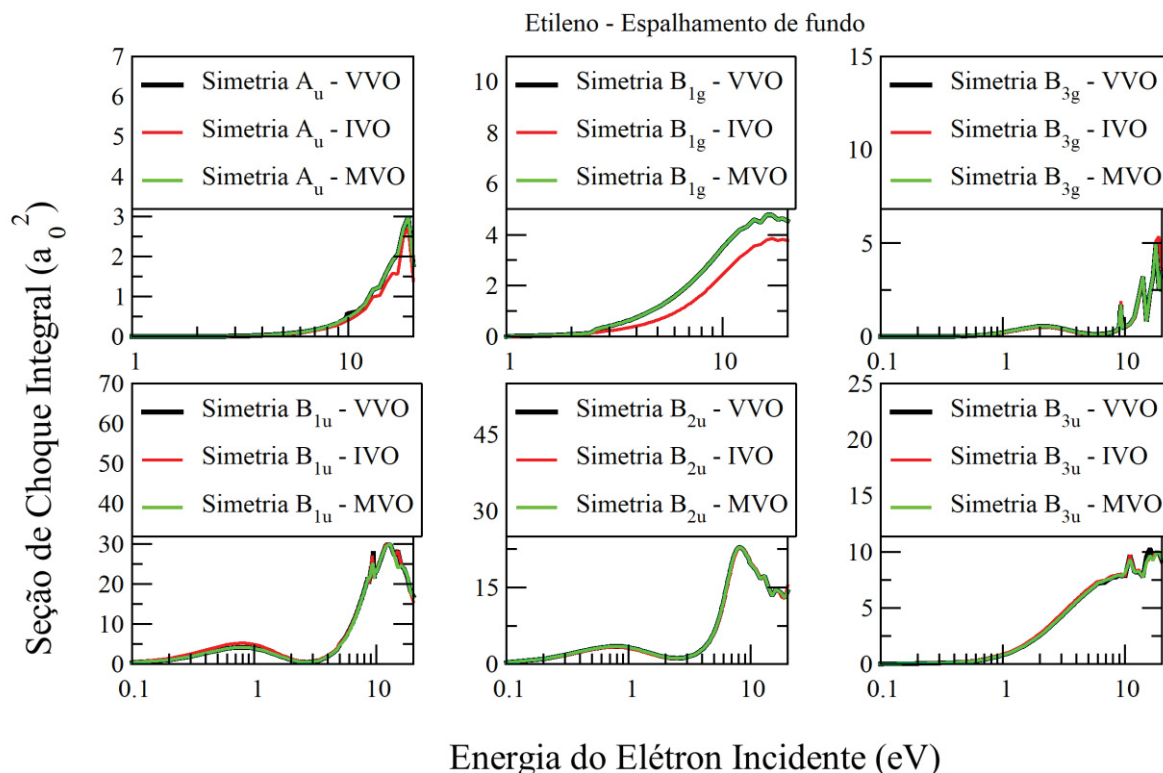 Etileno - Espalhamento de fundo
Seção de Choque Integral (a₀²)
7
6
5
4
3
2
1
0
Simetria Aᵤ - VVO
Simetria Aᵤ - IVO
Simetria Aᵤ - MVO
1
10
10
8
6
4
2
0
Simetria B₁g - VVO
Simetria B₁g - IVO
Simetria B₁g - MVO
1
10
15
10
5
0
Simetria B₃g - VVO
Simetria B₃g - IVO
Simetria B₃g - MVO
0.1
1
10
70
60
50
40
30
20
10
0
Simetria B₁ᵤ - VVO
Simetria B₁ᵤ - IVO
Simetria B₁ᵤ - MVO
0.1
1
10
45
30
15
0
Simetria B₂ᵤ - VVO
Simetria B₂ᵤ - IVO
Simetria B₂ᵤ - MVO
0.1
1
10
25
20
15
10
5
0
Simetria B₃ᵤ - VVO
Simetria B₃ᵤ - IVO
Simetria B₃ᵤ - MVO
0.1
1
10
Energia do Elétron Incidente (eV)